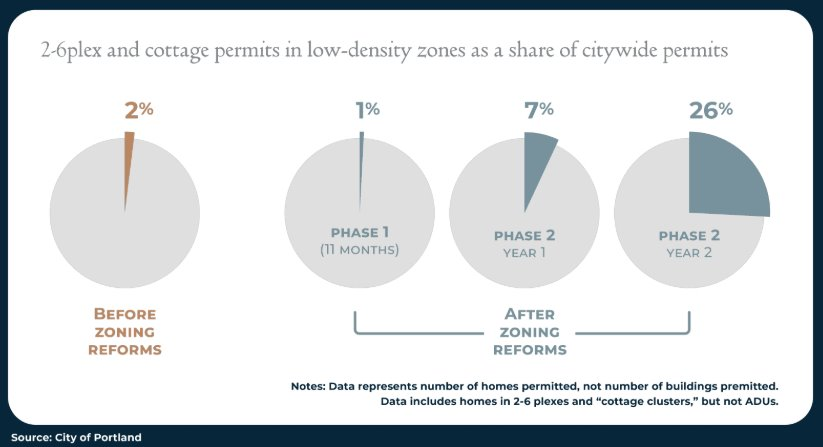 2-6plex and cottage permits in low-density zones as a share of citywide permits
2%
1%
7%
26%
PHASE 1
(11 MONTHS)
PHASE 2
YEAR 1
PHASE 2
YEAR 2
BEFORE
ZONING
REFORMS
AFTER
ZONING
REFORMS
Notes: Data represents number of homes permitted, not number of buildings premitted.
Data includes homes in 2-6 plexes and “cottage clusters,” but not ADUs.
Source: City of Portland